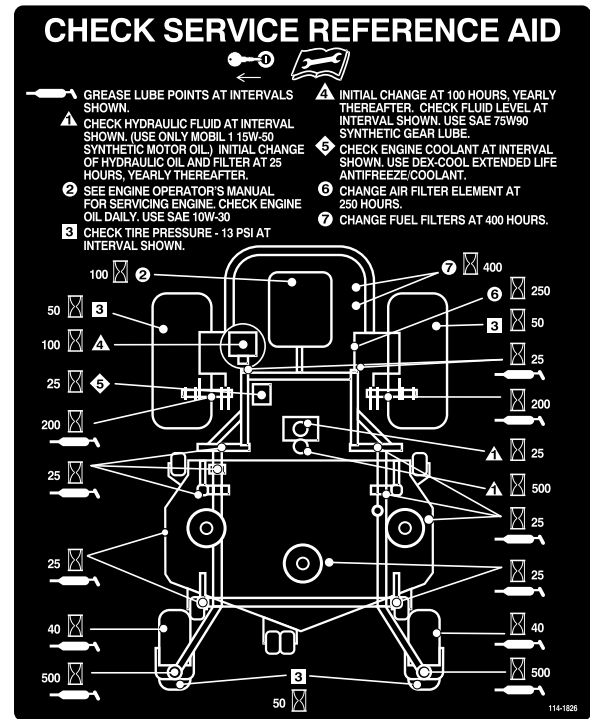 CHECK SERVICE REFERENCE AID
GREASE LUBE POINTS AT INTERVALS
SHOWN.
1 CHECK HYDRAULIC FLUID AT INTERVAL
SHOWN. (USE ONLY MOBIL 1 15W-50
SYNTHETIC MOTOR OIL.) INITIAL CHANGE
OF HYDRAULIC OIL AND FILTER AT 25
HOURS, YEARLY THEREAFTER.
2 SEE ENGINE OPERATOR'S MANUAL
FOR SERVICING ENGINE. CHECK ENGINE
OIL DAILY. USE SAE 10W-30
3 CHECK TIRE PRESSURE - 13 PSI AT
INTERVAL SHOWN.
4 INITIAL CHANGE AT 100 HOURS, YEARLY
THEREAFTER. CHECK FLUID LEVEL AT
INTERVAL SHOWN. USE SAE 75W90
SYNTHETIC GEAR LUBE.
5 CHECK ENGINE COOLANT AT INTERVAL
SHOWN. USE DEX-COOL EXTENDED LIFE
ANTIFREEZE/COOLANT.
6 CHANGE AIR FILTER ELEMENT AT
250 HOURS.
7 CHANGE FUEL FILTERS AT 400 HOURS.
100 2
7 400
6 250
50 3
3 50
100 4
25
25 5
200
200
1 25
25
1 500
25
25
25
40
40
500
500
3
50
114-1826